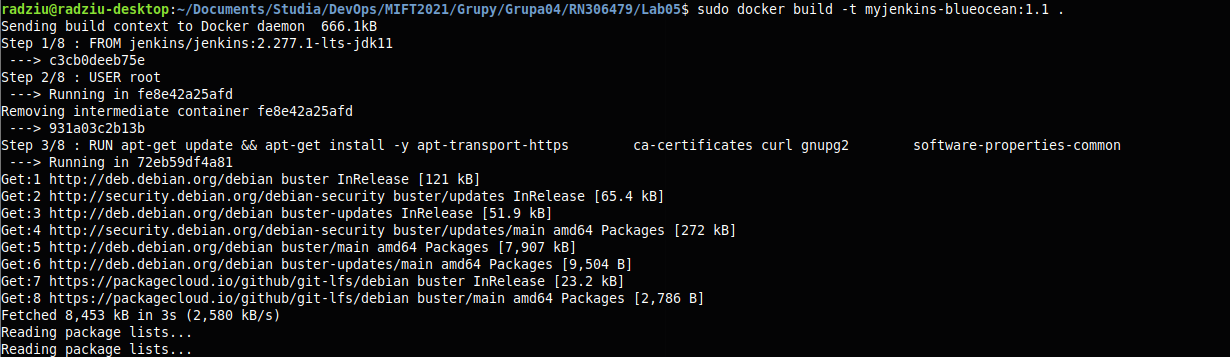 radziu@radziu-desktop:~/Documents/Studia/DevOps/MIFT2021/Grupy/Grupa04/RN306479/Lab05$ sudo docker build -t myjenkins-blueocean:1.1 .
Sending build context to Docker daemon  666.1kB
Step 1/8 : FROM jenkins/jenkins:2.277.1-lts-jdk11
 ---> c3cb0deeb75e
Step 2/8 : USER root
 ---> Running in fe8e42a25afd
Removing intermediate container fe8e42a25afd
 ---> 931a03c2b13b
Step 3/8 : RUN apt-get update && apt-get install -y apt-transport-https        ca-certificates curl gnupg2        software-properties-common
 ---> Running in 72eb59df4a81
Get:1 http://deb.debian.org/debian buster InRelease [121 kB]
Get:2 http://security.debian.org/debian-security buster/updates InRelease [65.4 kB]
Get:3 http://deb.debian.org/debian buster-updates InRelease [51.9 kB]
Get:4 http://security.debian.org/debian-security buster/updates/main amd64 Packages [272 kB]
Get:5 http://deb.debian.org/debian buster/main amd64 Packages [7,907 kB]
Get:6 http://deb.debian.org/debian buster-updates/main amd64 Packages [9,504 B]
Get:7 https://packagecloud.io/github/git-lfs/debian buster InRelease [23.2 kB]
Get:8 https://packagecloud.io/github/git-lfs/debian buster/main amd64 Packages [2,786 B]
Fetched 8,453 kB in 3s (2,580 kB/s)
Reading package lists...
Reading package lists...